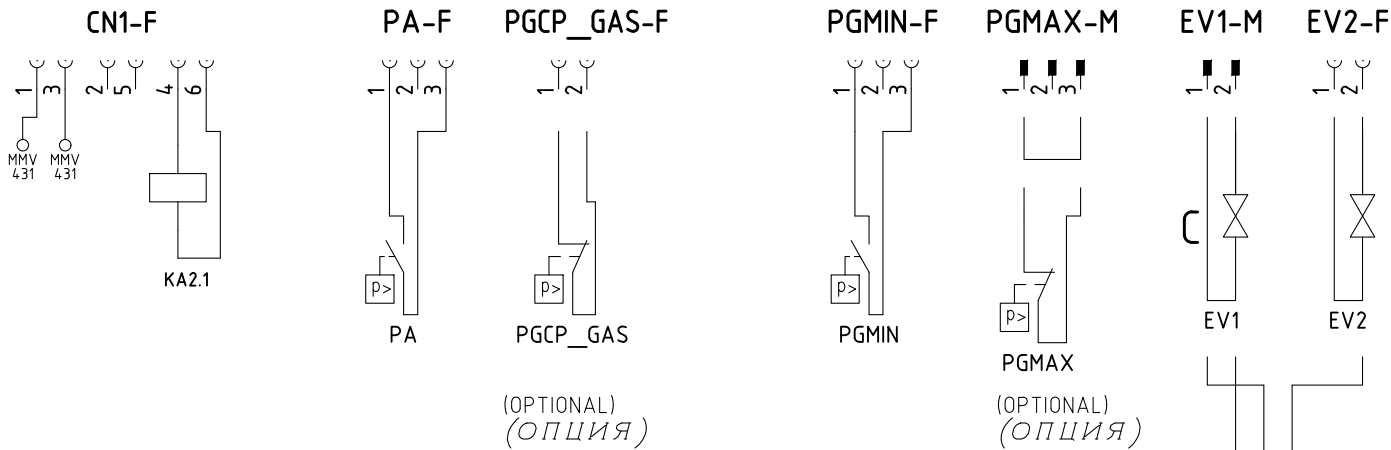 CN1-F PA-F PGCP_GAS-F PGMIN-F PGMAX-M EV1-M EV2-F
1 3 2 5 4 6 1 2 3 1 2 1 2 3 1 2 3 1 2 1 2
MMV 431
MMV 431
C
p> p> p> p>
KA2.1
PA PGCP_GAS PGMIN PGMAX EV1 EV2
(OPTIONAL) (OPTIONAL)
(ОПЦИЯ) (ОПЦИЯ)